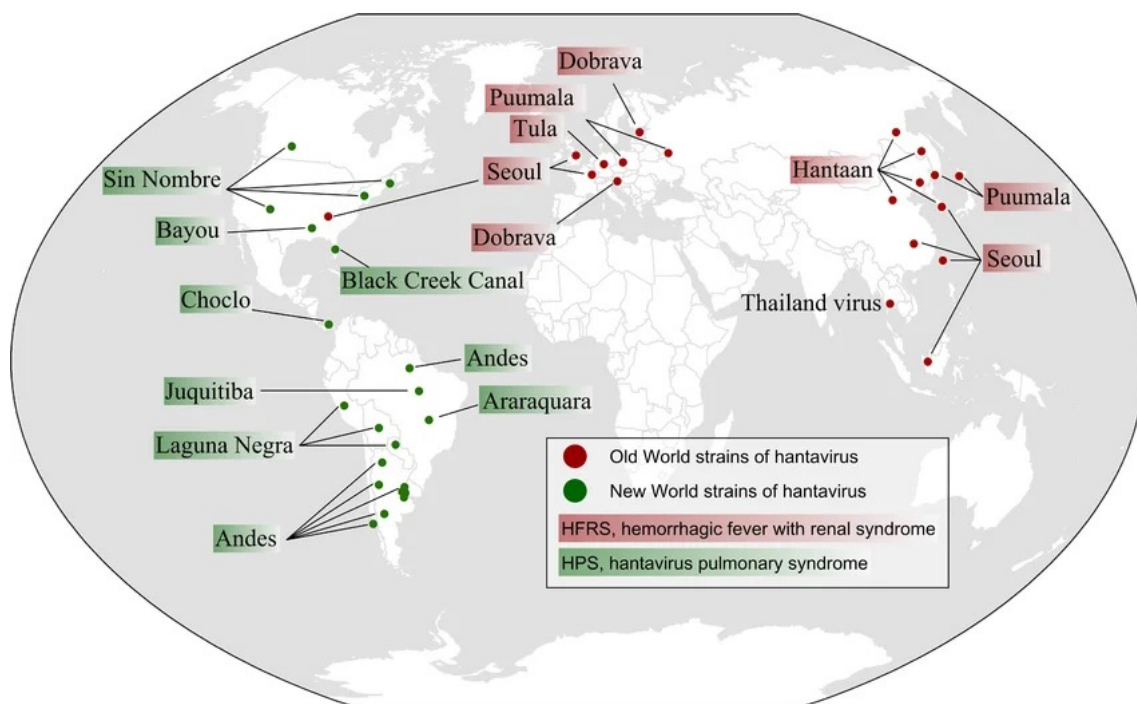 Dobrava
Puumala
Tula
Seoul
Dobrava
Hantaan
Puumala
Seoul
Thailand virus
Sin Nombre
Bayou
Black Creek Canal
Choclo
Andes
Juquitiba
Araraquara
Laguna Negra
Andes
Old World strains of hantavirus
New World strains of hantavirus
HFRS, hemorrhagic fever with renal syndrome
HPS, hantavirus pulmonary syndrome